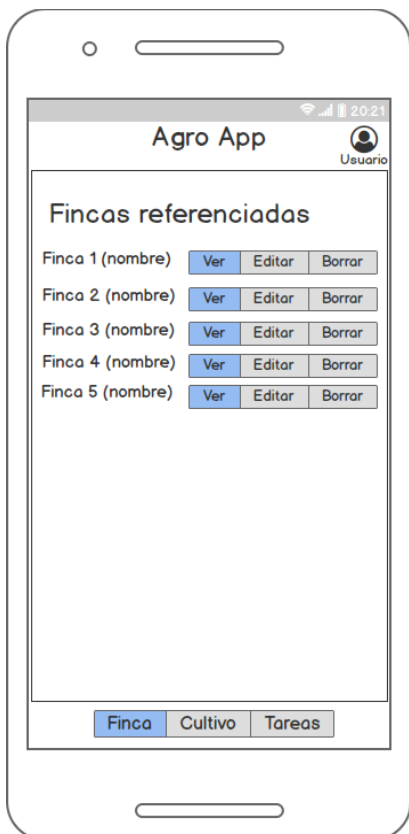 20:21
Agro App
Usuario
Fincas referenciadas
Finca 1 (nombre) Ver Editar Borrar
Finca 2 (nombre) Ver Editar Borrar
Finca 3 (nombre) Ver Editar Borrar
Finca 4 (nombre) Ver Editar Borrar
Finca 5 (nombre) Ver Editar Borrar
Finca Cultivo Tareas